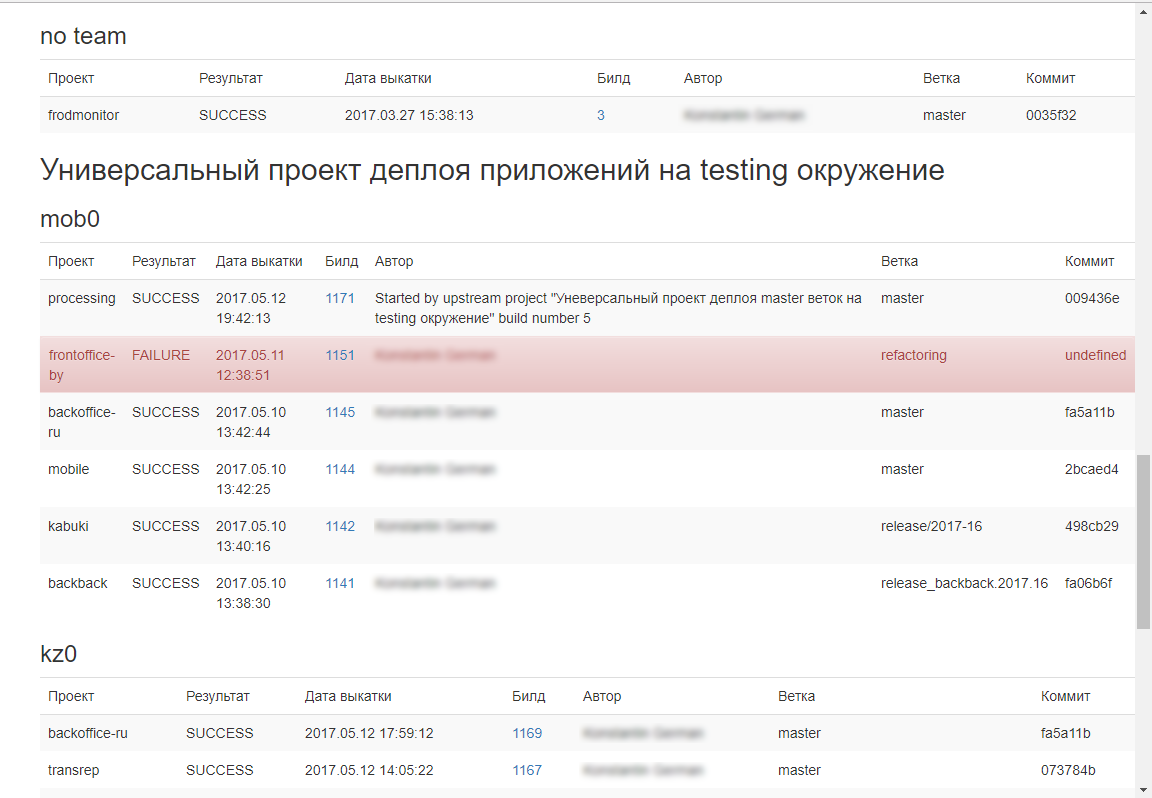 no team
Проект Результат Дата выкатки Билд Автор Ветка Коммит
frodmonitor SUCCESS 2017.03.27 15:38:13 3 master 0035f32
Универсальный проект деплоя приложений на testing окружение
mob0
Проект Результат Дата выкатки Билд Автор Ветка Коммит
processing SUCCESS 2017.05.12 1171 Started by upstream project "Уневерсальный проект деплоя master веток на master 009436e
19:42:13 testing окружение" build number 5
frontoffice- FAILURE 2017.05.11 1151 refactoring undefined
by 12:38:51
backoffice- SUCCESS 2017.05.10 1145 master fa5a11b
ru 13:42:44
mobile SUCCESS 2017.05.10 1144 master 2bcaed4
13:42:25
kabuki SUCCESS 2017.05.10 1142 release/2017-16 498cb29
13:40:16
backback SUCCESS 2017.05.10 1141 release_backback.2017.16 fa06b6f
13:38:30
kz0
Проект Результат Дата выкатки Билд Автор Ветка Коммит
backoffice-ru SUCCESS 2017.05.12 17:59:12 1169 master fa5a11b
transrep SUCCESS 2017.05.12 14:05:22 1167 master 073784b